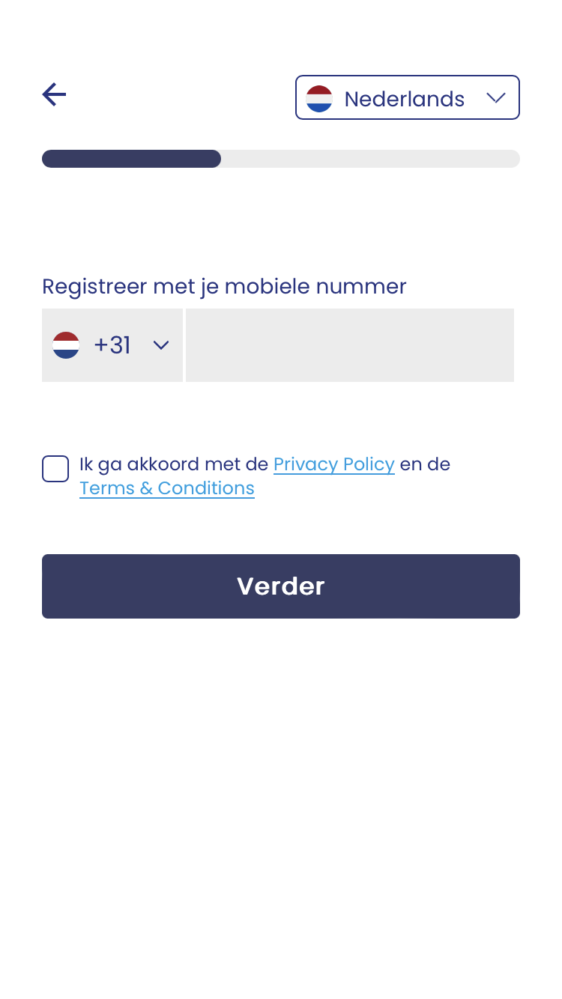 Nederlands
Registreer met je mobiele nummer
+31
Ik ga akkoord met de Privacy Policy en de
Terms & Conditions
Verder